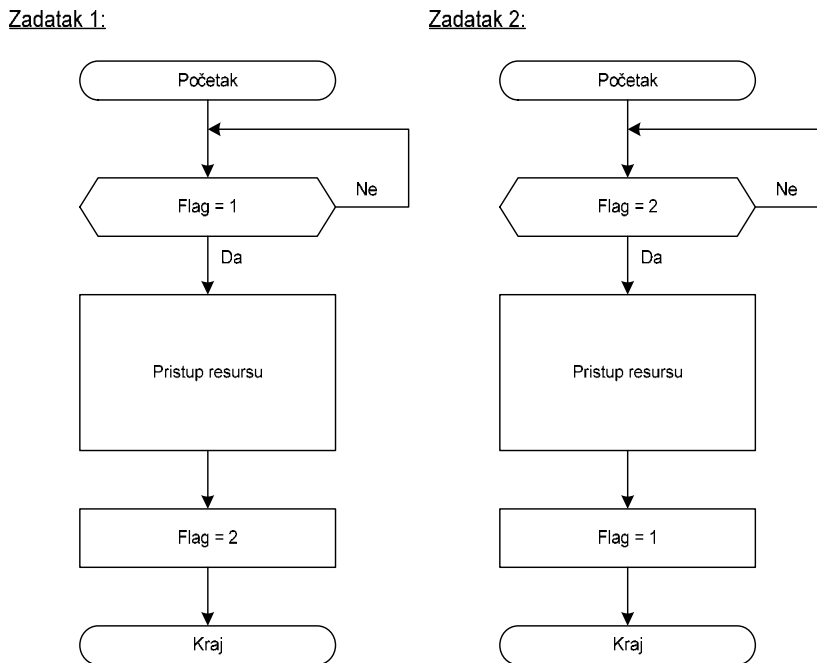 Zadatak 1:
Početak
Flag = 1
Ne
Da
Pristup resursu
Flag = 2
Kraj
Zadatak 2:
Početak
Flag = 2
Ne
Da
Pristup resursu
Flag = 1
Kraj